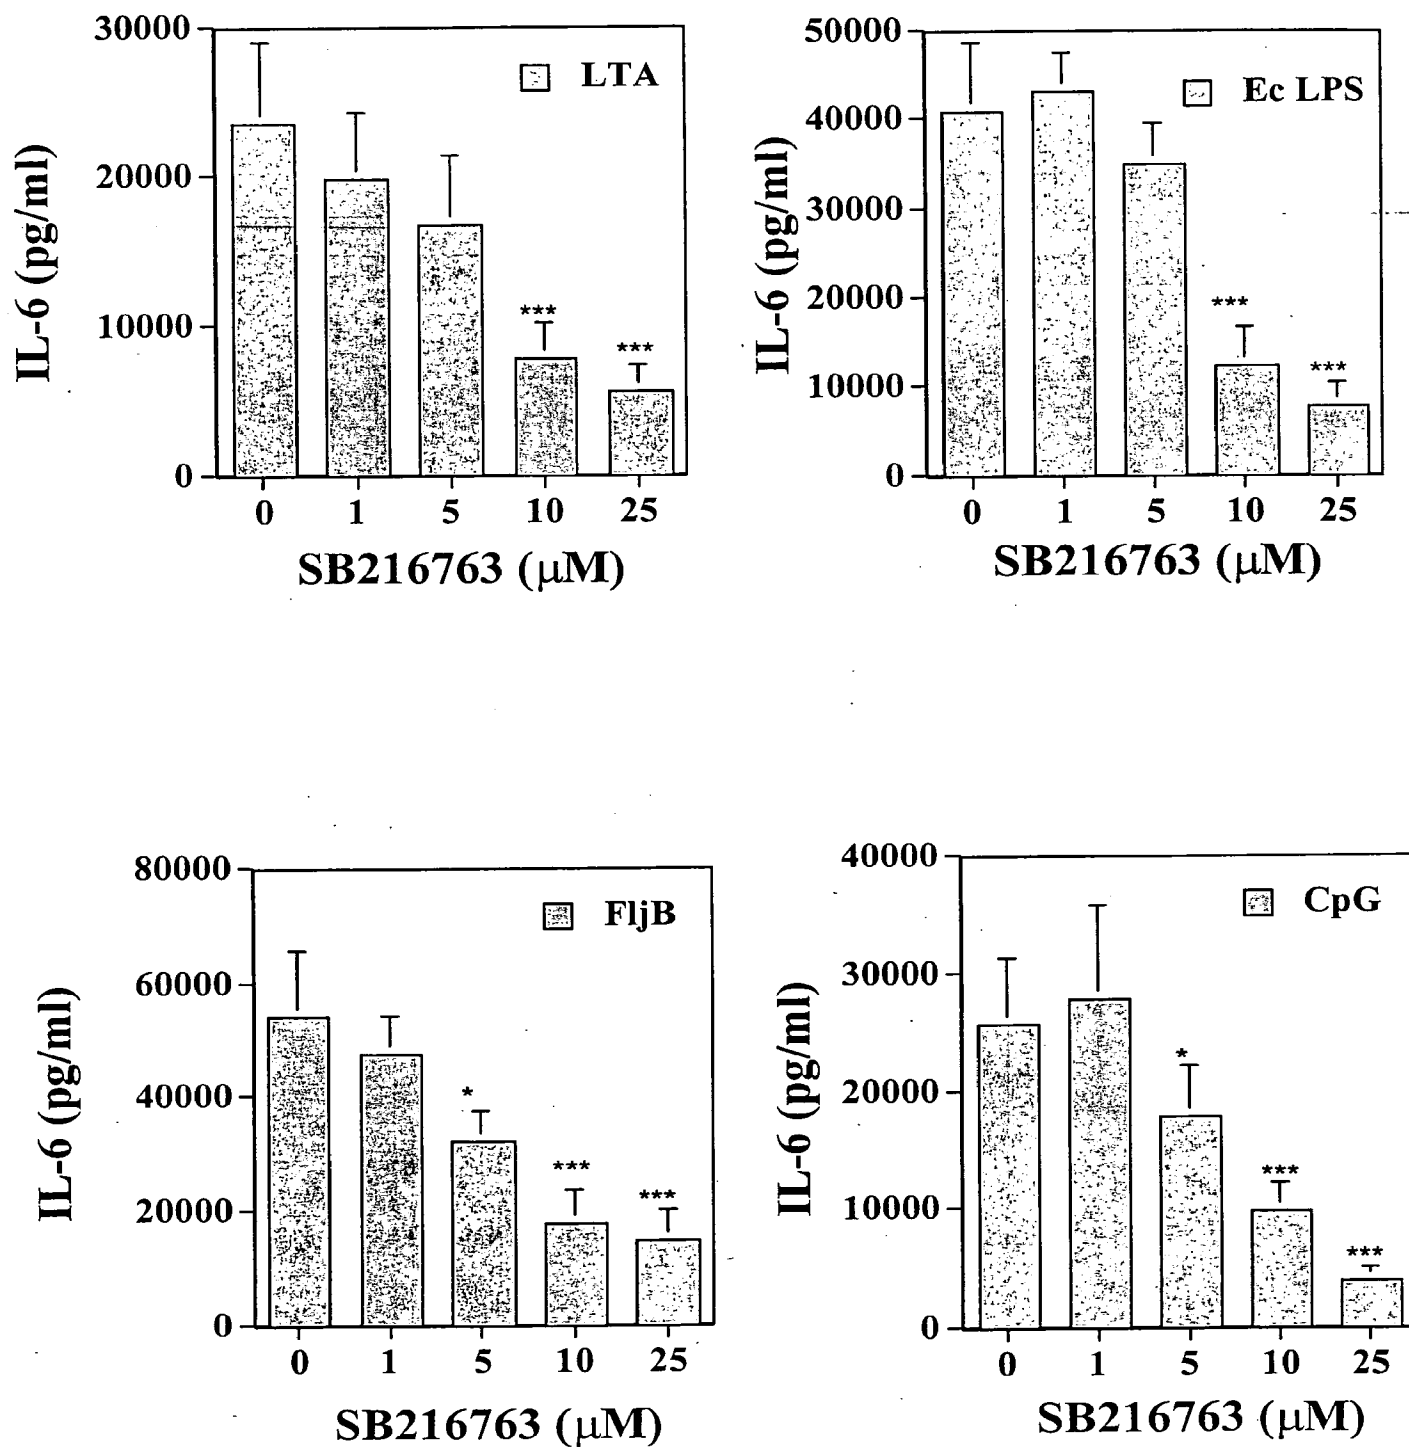 30000
20000
10000
0
IL-6 (pg/ml)
LTA
***
***
0 1 5 10 25
SB216763 (μM)
50000
40000
30000
20000
10000
0
IL-6 (pg/ml)
Ec LPS
***
***
0 1 5 10 25
SB216763 (μM)
80000
60000
40000
20000
0
IL-6 (pg/ml)
FljB
*
***
***
0 1 5 10 25
SB216763 (μM)
40000
30000
20000
10000
0
IL-6 (pg/ml)
CpG
*
***
***
0 1 5 10 25
SB216763 (μM)